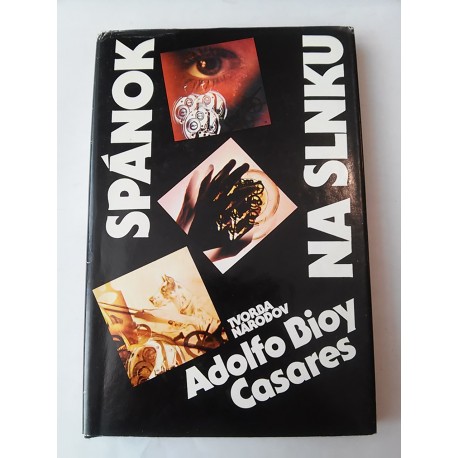 SPÁNOK
NA SLNKU
TVORBA
NÁRODOV
Adolfo Bioy
Casares